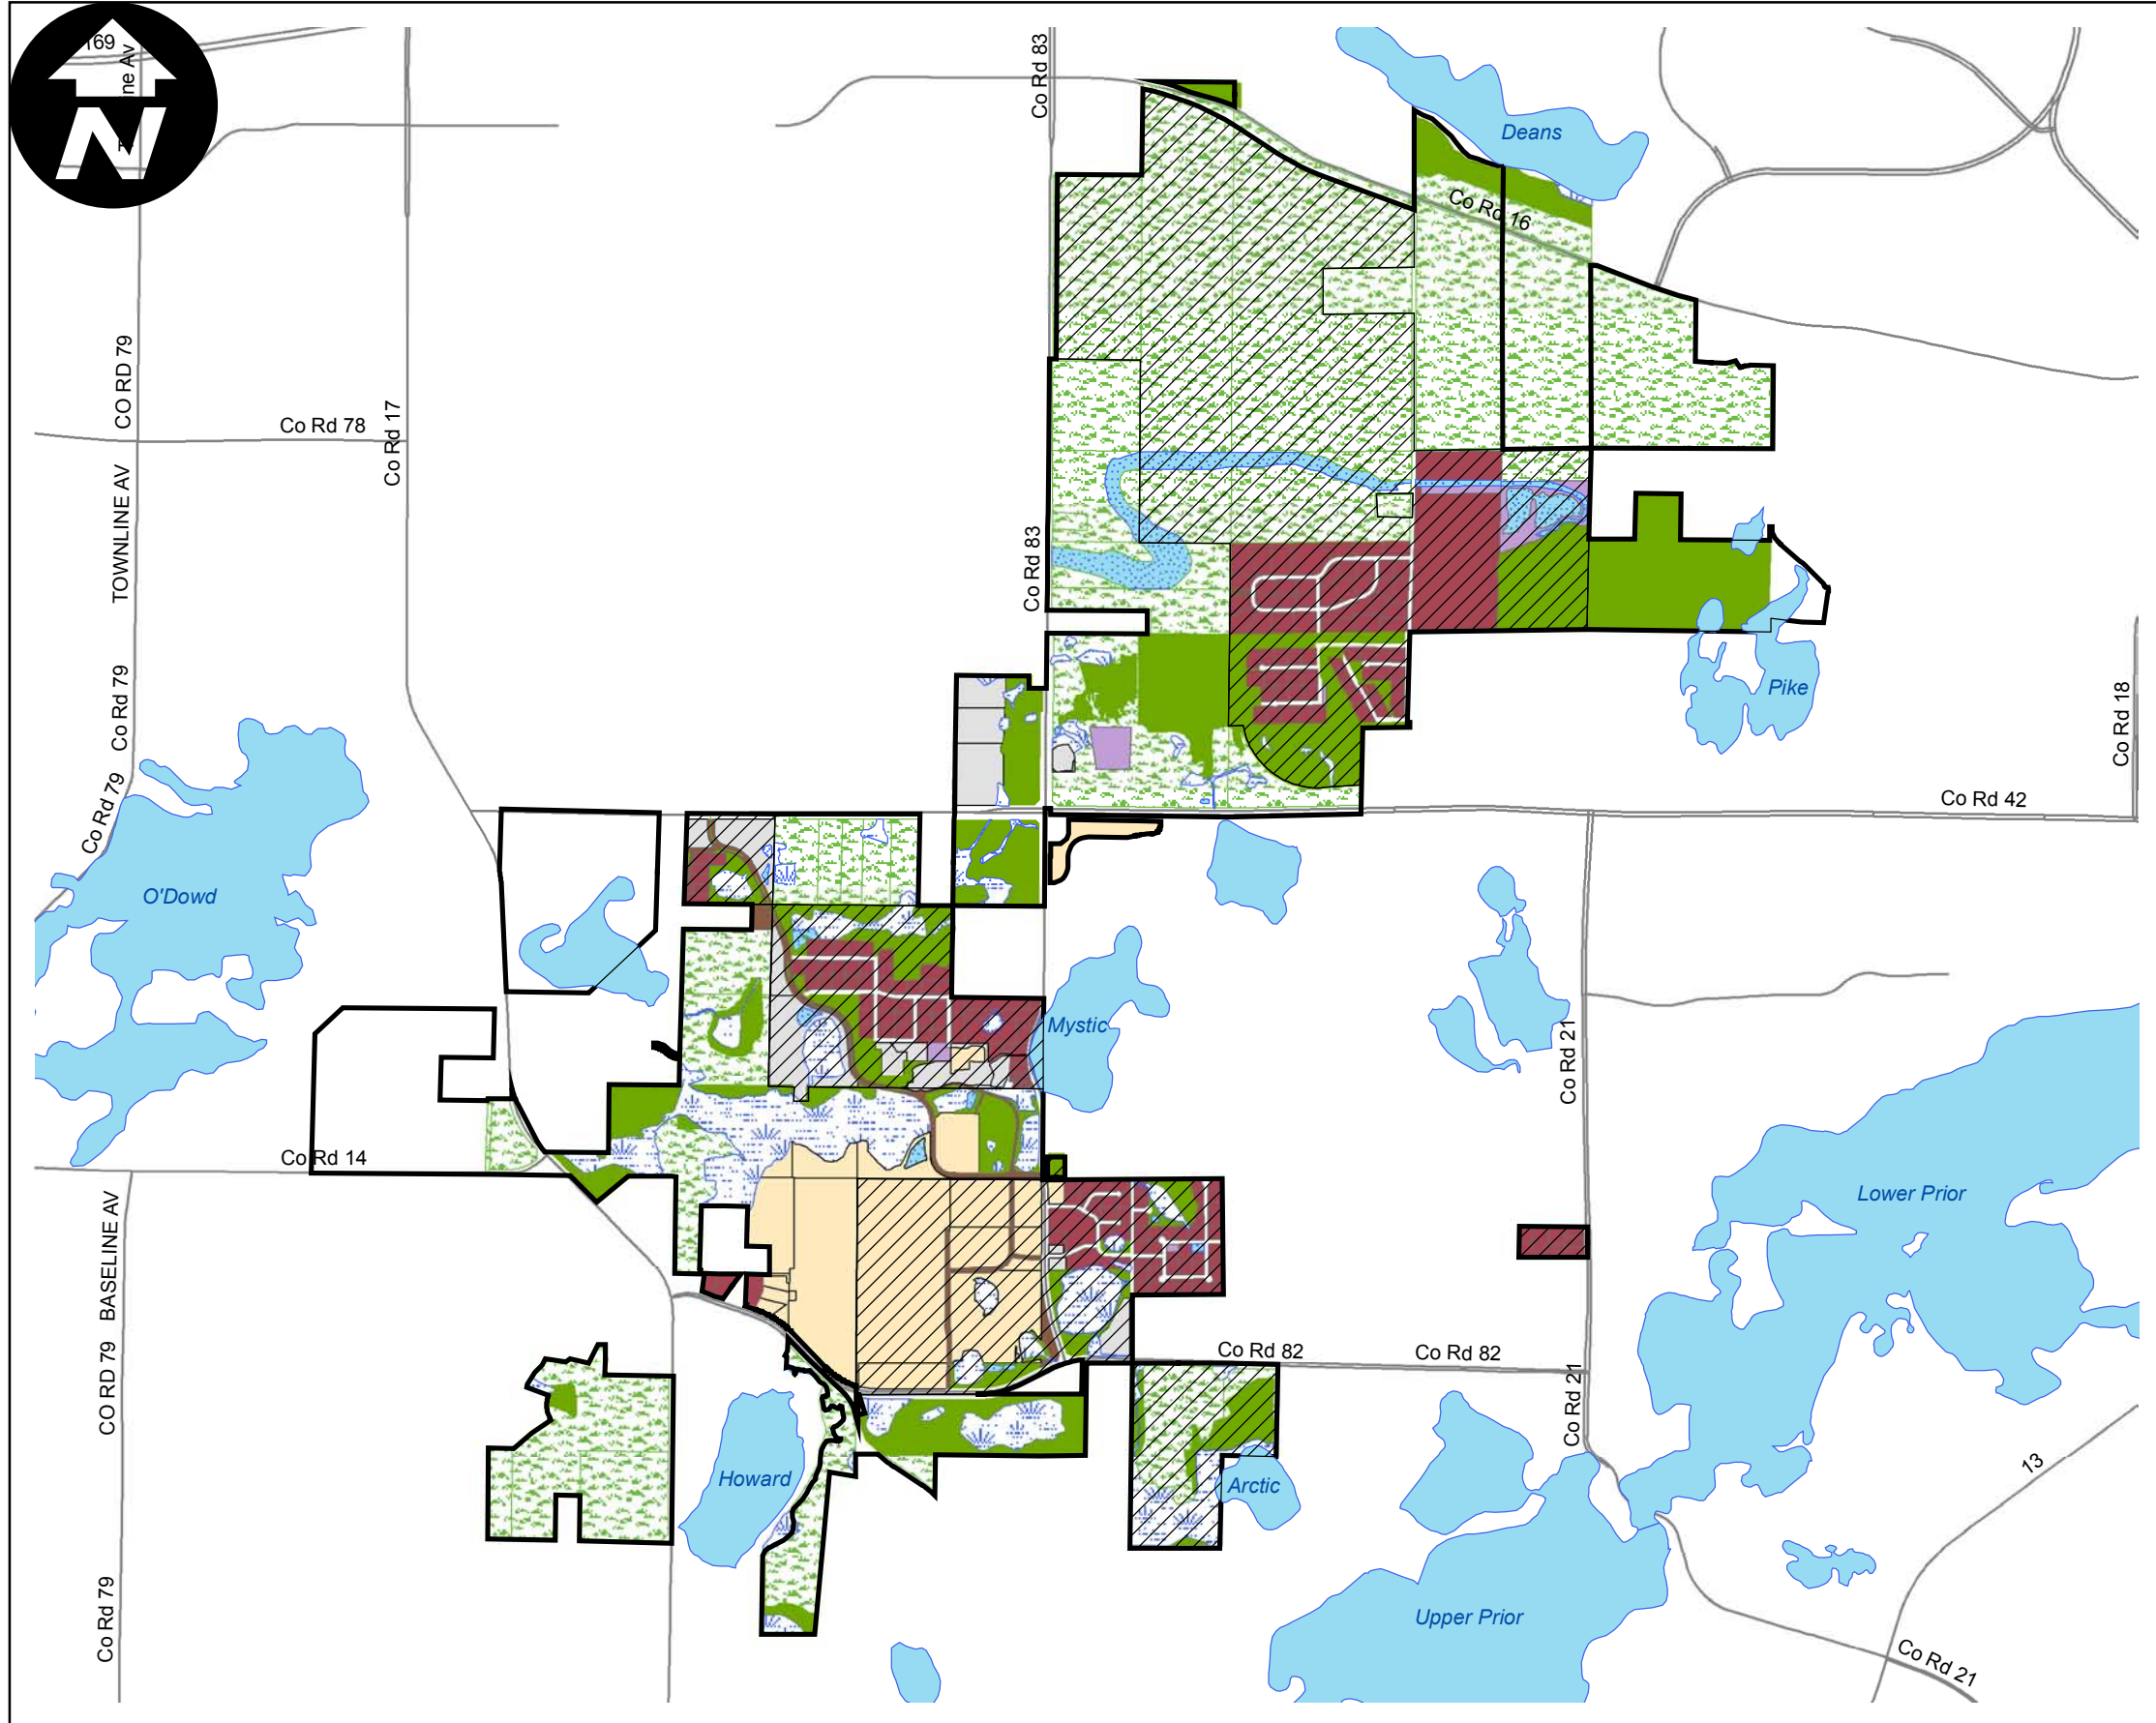 169
ne Av
N
Co Rd 83
Deans
Co Rd 16
CO RD 79
Co Rd 78
Co Rd 17
TOWNLINE AV
Co Rd 83
Co Rd 79
Pike
Co Rd 18
Co Rd 79
Co Rd 42
O'Dowd
Mystic
Co Rd 21
Co Rd 14
BASELINE AV
Lower Prior
CO RD 79
Co Rd 82
Co Rd 82
Co Rd 21
Howard
Arctic
13
Co Rd 79
Upper Prior
Co Rd 21